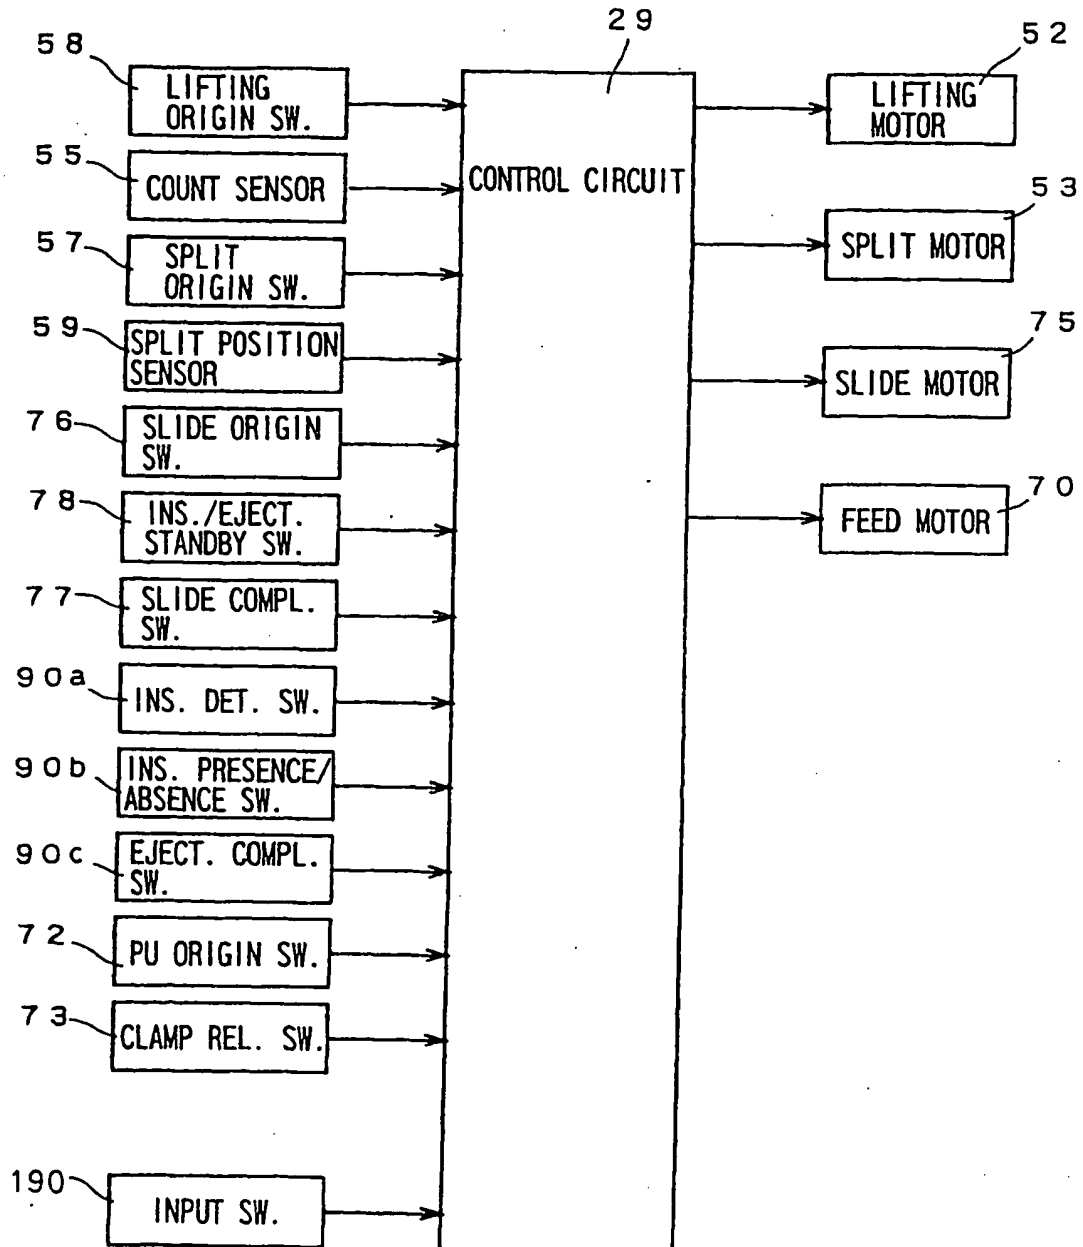 29
58
LIFTING
ORIGIN SW.
55
COUNT SENSOR
57
SPLIT
ORIGIN SW.
59
SPLIT POSITION
SENSOR
76
SLIDE ORIGIN
SW.
78
INS./EJECT.
STANDBY SW.
77
SLIDE COMPL.
SW.
90a
INS. DET. SW.
90b
INS. PRESENCE/
ABSENCE SW.
90c
EJECT. COMPL.
SW.
72
PU ORIGIN SW.
73
CLAMP REL. SW.
190
INPUT SW.
CONTROL CIRCUIT
52
LIFTING
MOTOR
53
SPLIT MOTOR
75
SLIDE MOTOR
70
FEED MOTOR